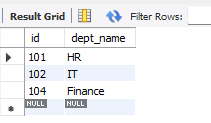 Result Grid Filter Rows:
id dept_name
101 HR
102 IT
104 Finance
NULL NULL